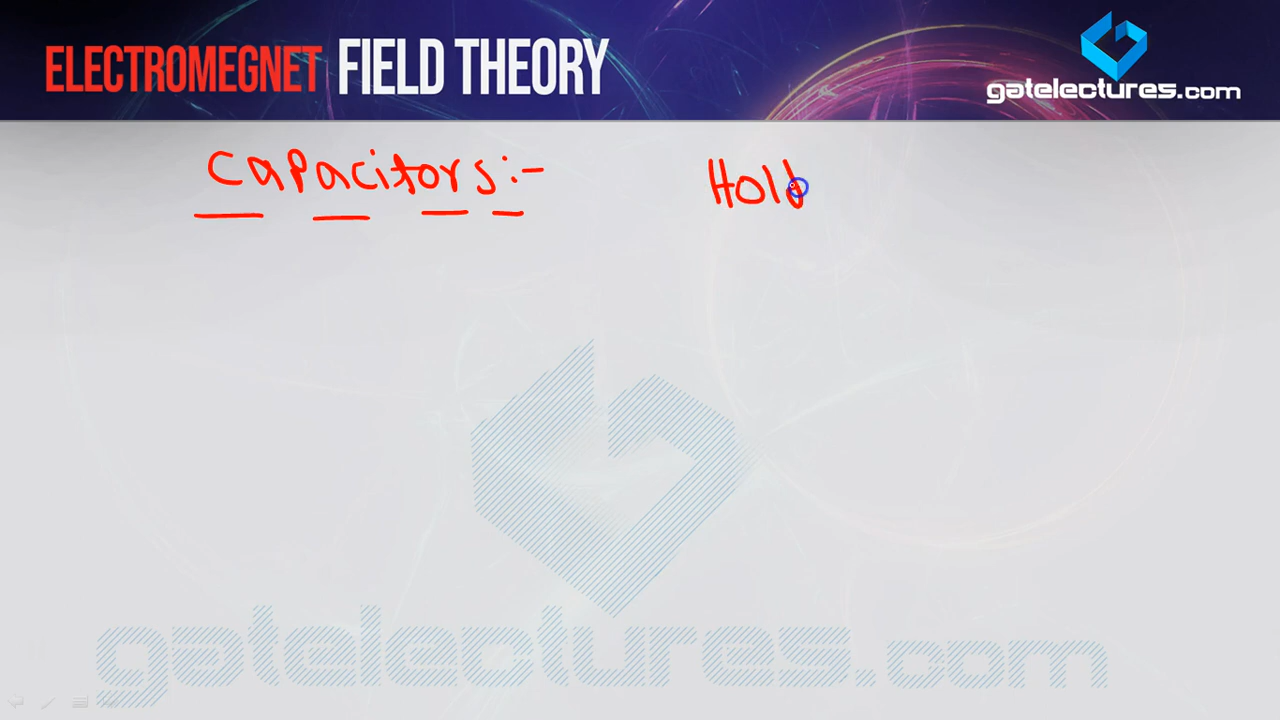 ELECTROMEGNET FIELD THEORY
gatelectures.com
Capacitors:-
Hold
gatelectures.com